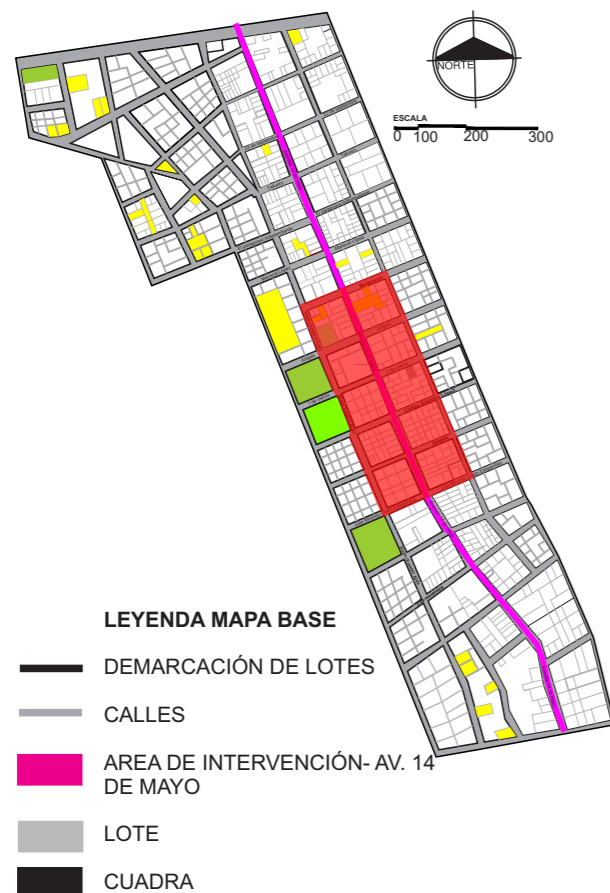 NORTE
ESCALA
0 100 200 300
LEYENDA MAPA BASE
DEMARCACIÓN DE LOTES
CALLES
AREA DE INTERVENCIÓN- AV. 14
DE MAYO
LOTE
CUADRA